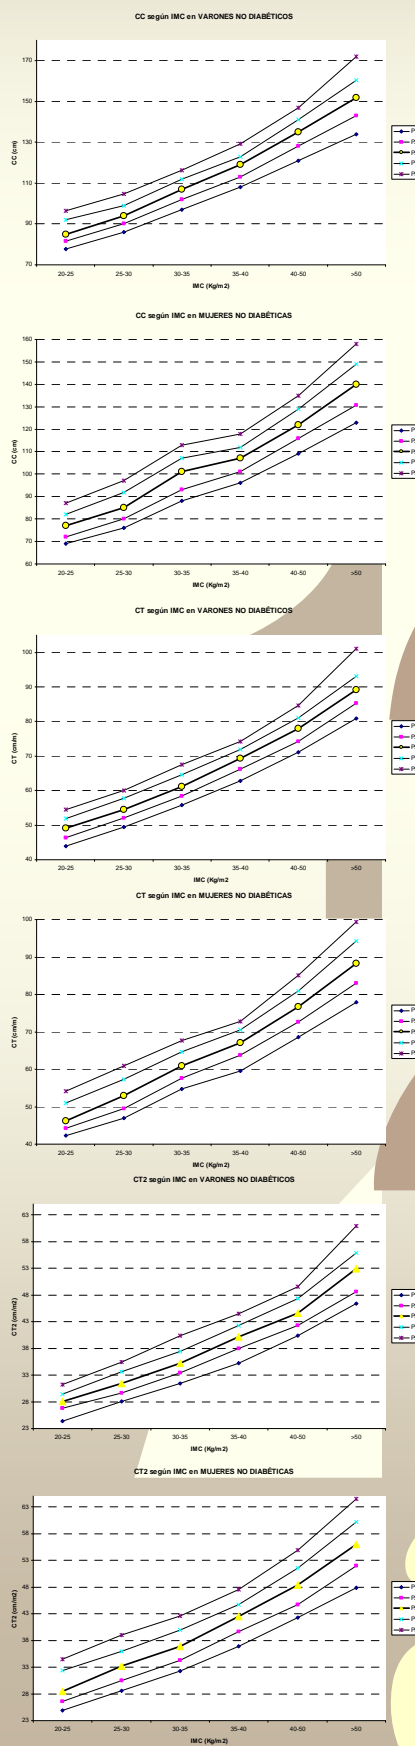 CC según IMC en VARONES NO DIABÉTICOS
170
150
130
110
90
70
CC (cm)
20-25 25-30 30-35 35-40 40-50 >50
IMC (Kg/m2)
P
P
P
P
P
CC según IMC en MUJERES NO DIABÉTICAS
160
150
140
130
120
110
100
90
80
70
60
CC (cm)
20-25 25-30 30-35 35-40 40-50 >50
IMC (Kg/m2)
P
P
P
P
P
CT según IMC en VARONES NO DIABÉTICOS
100
90
80
70
60
50
40
CT (cm/m)
20-25 25-30 30-35 35-40 40-50 >50
IMC (Kg/m2
P
P
P
P
P
CT según IMC en MUJERES NO DIABÉTICAS
100
90
80
70
60
50
40
CT (cm/m)
20-25 25-30 30-35 35-40 40-50 >50
IMC (Kg/m2)
P
P
P
P
P
CT2 según IMC en VARONES NO DIABÉTICOS
63
58
53
48
43
38
33
28
23
CT2 (cm/m2)
20-25 25-30 30-35 35-40 40-50 >50
IMC (Kg/m2)
P
P
P
P
P
CT2 según IMC en MUJERES NO DIABÉTICAS
63
58
53
48
43
38
33
28
23
CT2 (cm/m2)
20-25 25-30 30-35 35-40 40-50 >50
IMC (Kg/m2)
P
P
P
P
P